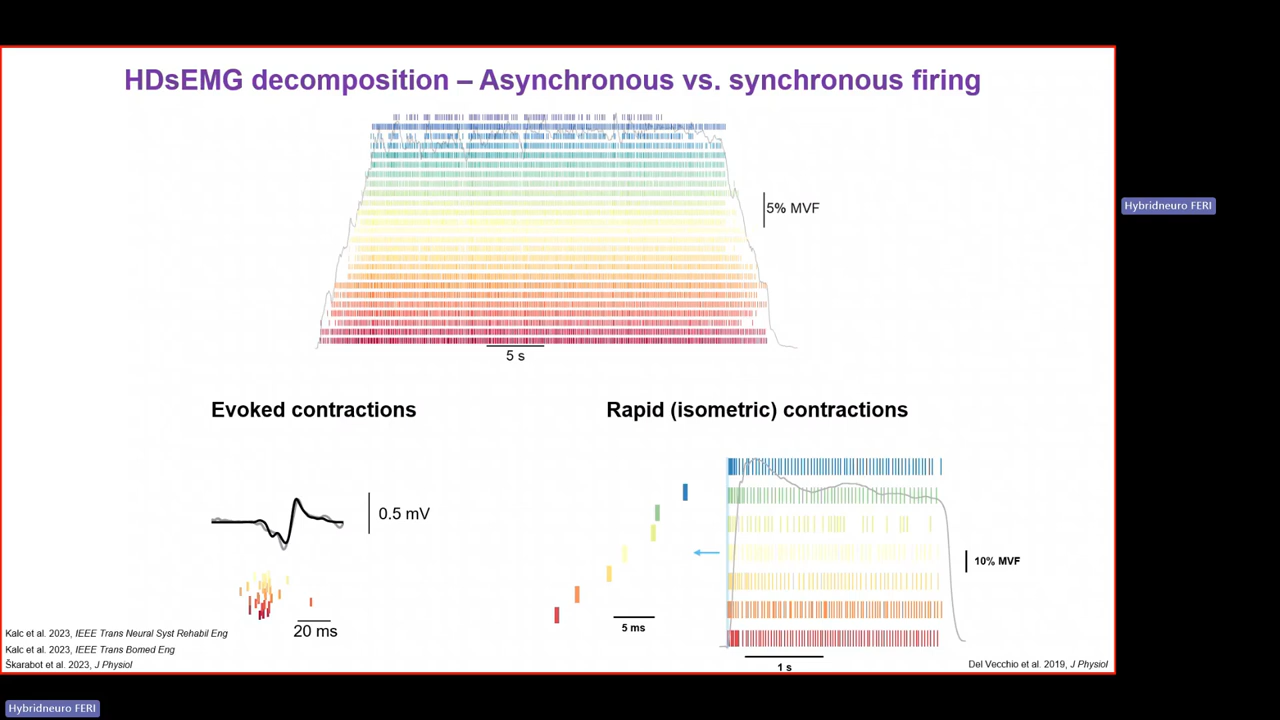 HDsEMG decomposition – Asynchronous vs. synchronous firing
5% MVF
5 s
Hybridneuro FERI
Evoked contractions
Rapid (isometric) contractions
0.5 mV
20 ms
5 ms
10% MVF
1 s
Kalc et al. 2023, IEEE Trans Neural Syst Rehabil Eng
Kalc et al. 2023, IEEE Trans Bomed Eng
Škarabot et al. 2023, J Physiol
Del Vecchio et al. 2019, J Physiol
Hybridneuro FERI